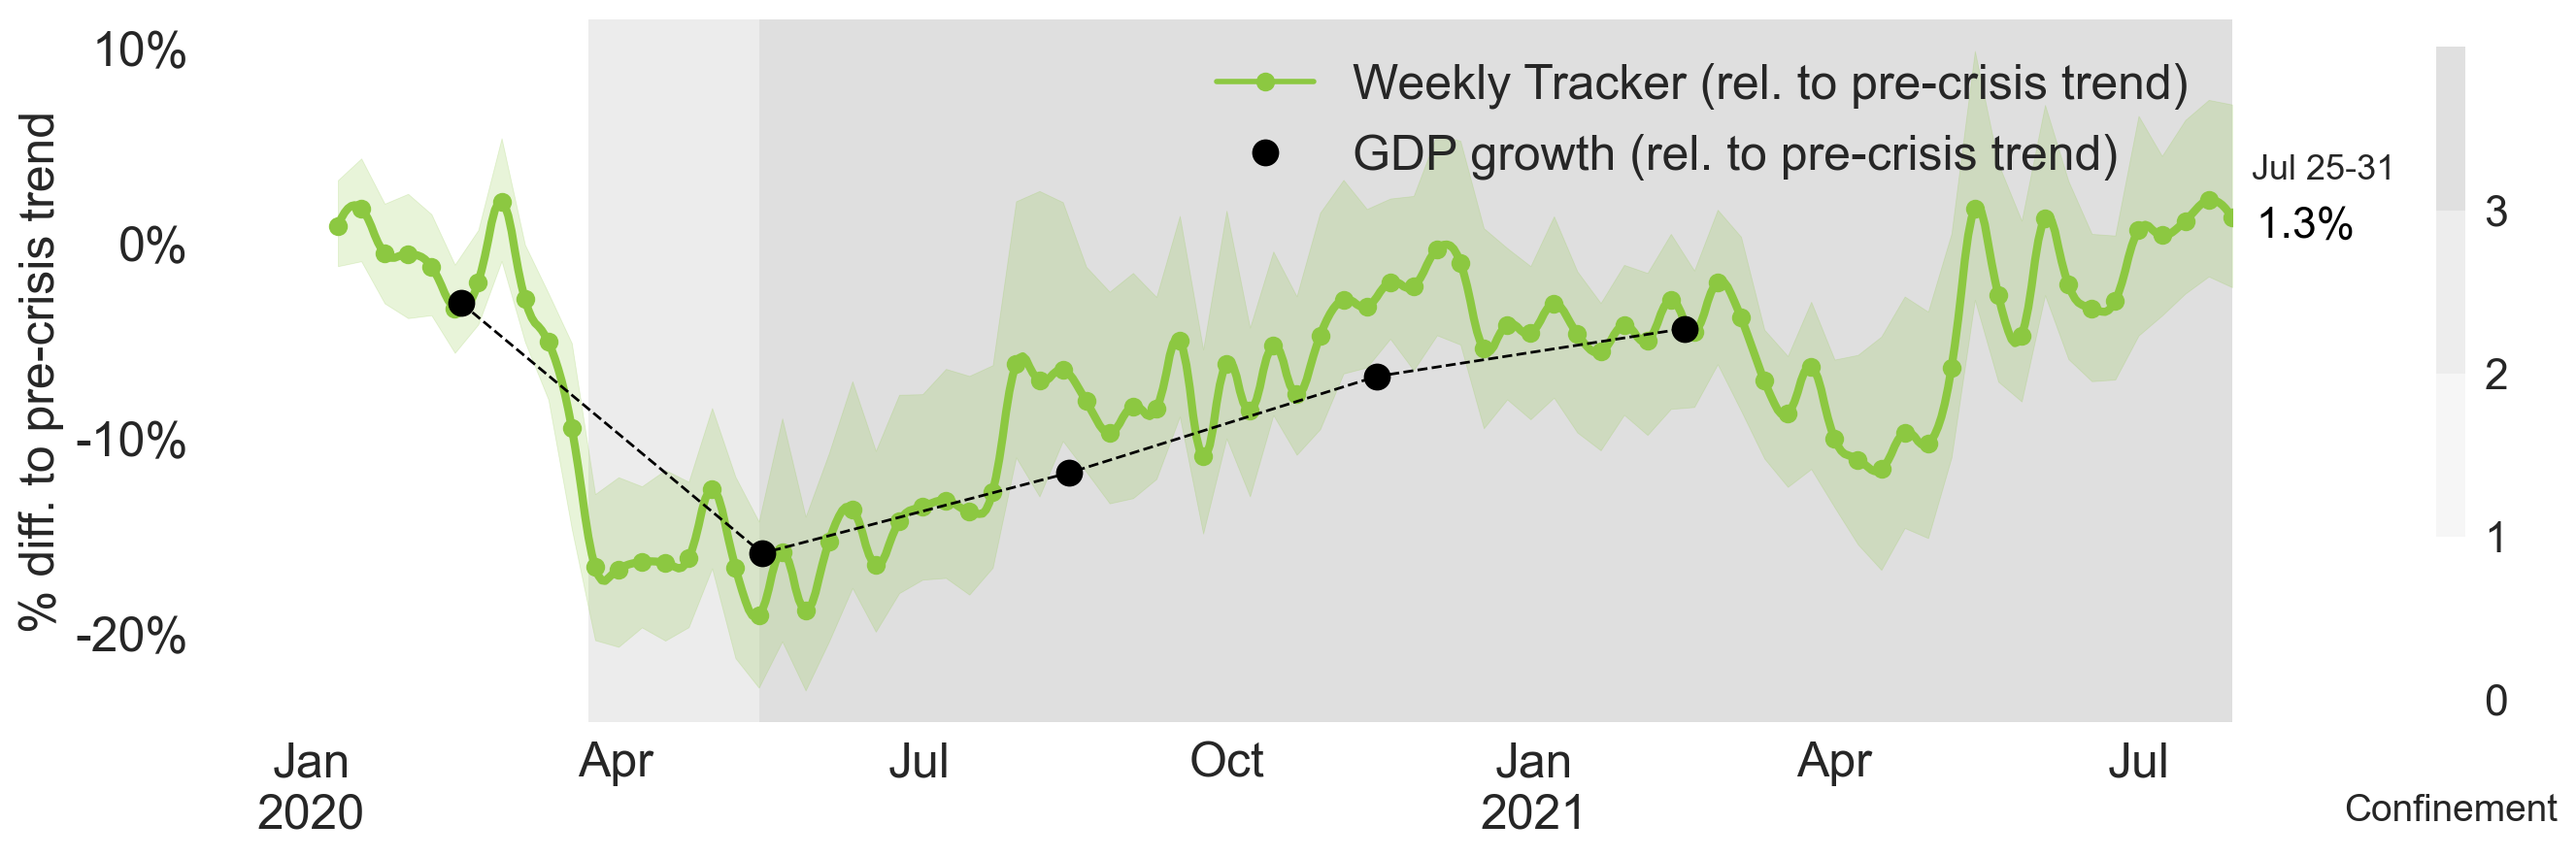 % diff. to pre-crisis trend
10%
0%
-10%
-20%
Weekly Tracker (rel. to pre-crisis trend)
GDP growth (rel. to pre-crisis trend)
Jul 25-31
1.3%
3
2
1
0
Jan Apr Jul Oct Jan Apr Jul
2020 2021
Confinement